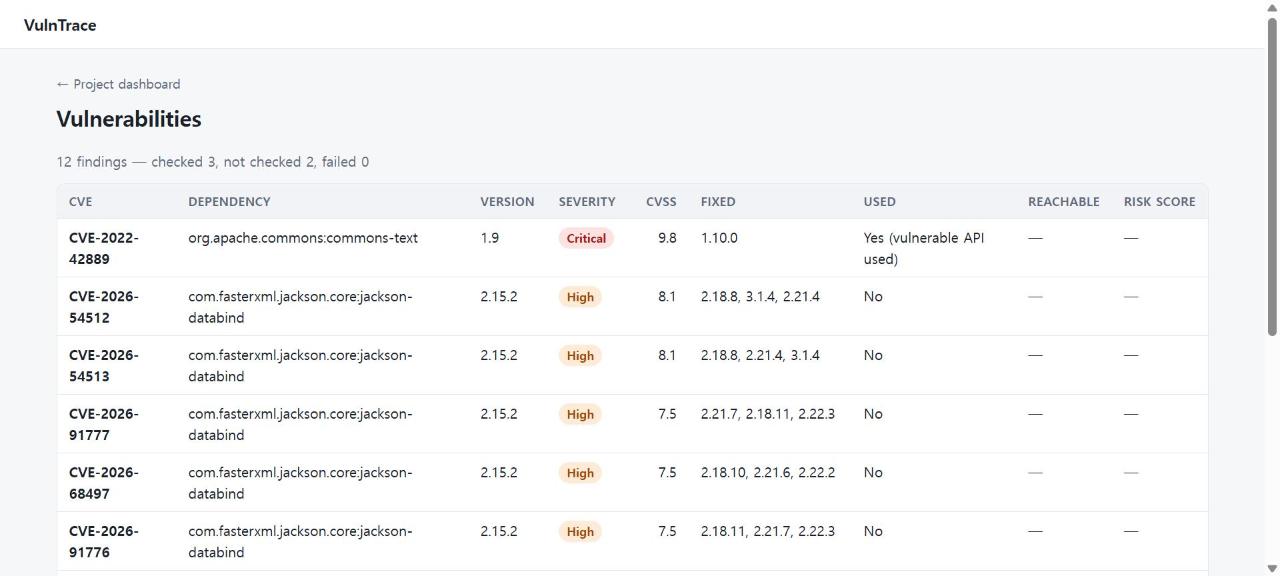 VulnTrace
← Project dashboard
Vulnerabilities
12 findings — checked 3, not checked 2, failed 0
CVE DEPENDENCY VERSION SEVERITY CVSS FIXED USED REACHABLE RISK SCORE
CVE-2022- org.apache.commons:commons-text 1.9 Critical 9.8 1.10.0 Yes (vulnerable API — —
42889 used)
CVE-2026- com.fasterxml.jackson.core:jackson- 2.15.2 High 8.1 2.18.8, 3.1.4, 2.21.4 No — —
54512 databind
CVE-2026- com.fasterxml.jackson.core:jackson- 2.15.2 High 8.1 2.18.8, 2.21.4, 3.1.4 No — —
54513 databind
CVE-2026- com.fasterxml.jackson.core:jackson- 2.15.2 High 7.5 2.21.7, 2.18.11, 2.22.3 No — —
91777 databind
CVE-2026- com.fasterxml.jackson.core:jackson- 2.15.2 High 7.5 2.18.10, 2.21.6, 2.22.2 No — —
68497 databind
CVE-2026- com.fasterxml.jackson.core:jackson- 2.15.2 High 7.5 2.18.11, 2.21.7, 2.22.3 No — —
91776 databind